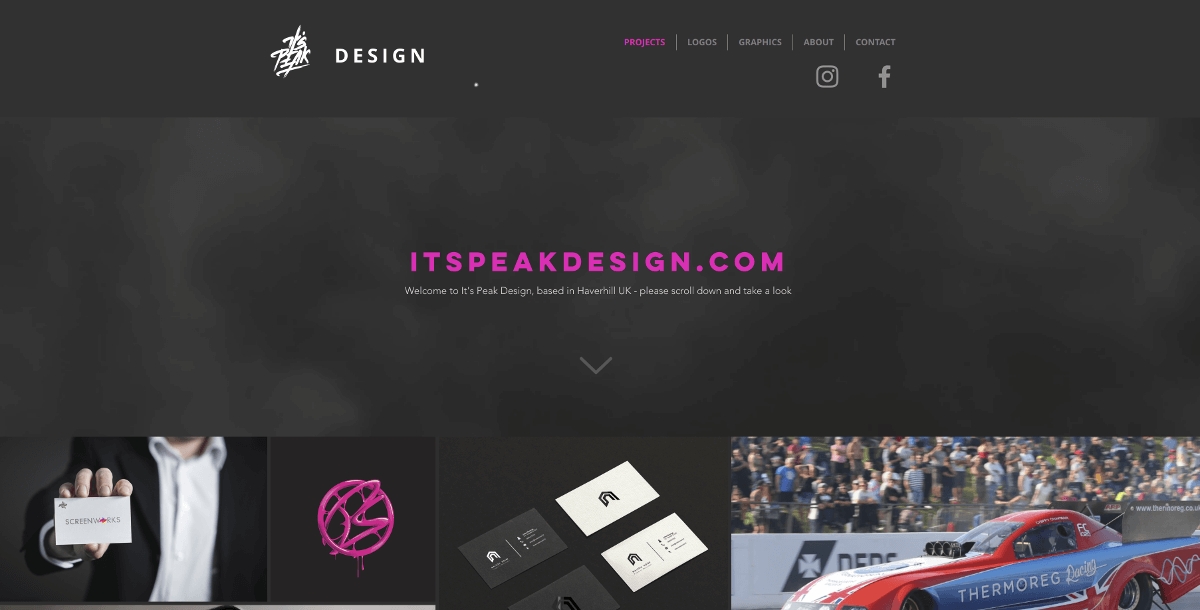 It's
PEAK
DESIGN
PROJECTS
LOGOS
GRAPHICS
ABOUT
CONTACT
ITSPEAKDESIGN.COM
Welcome to It's Peak Design, based in Haverhill UK - please scroll down and take a look
SCREENWORKS
www.thermoreg.co.uk
DERS
THERMOREG Racing